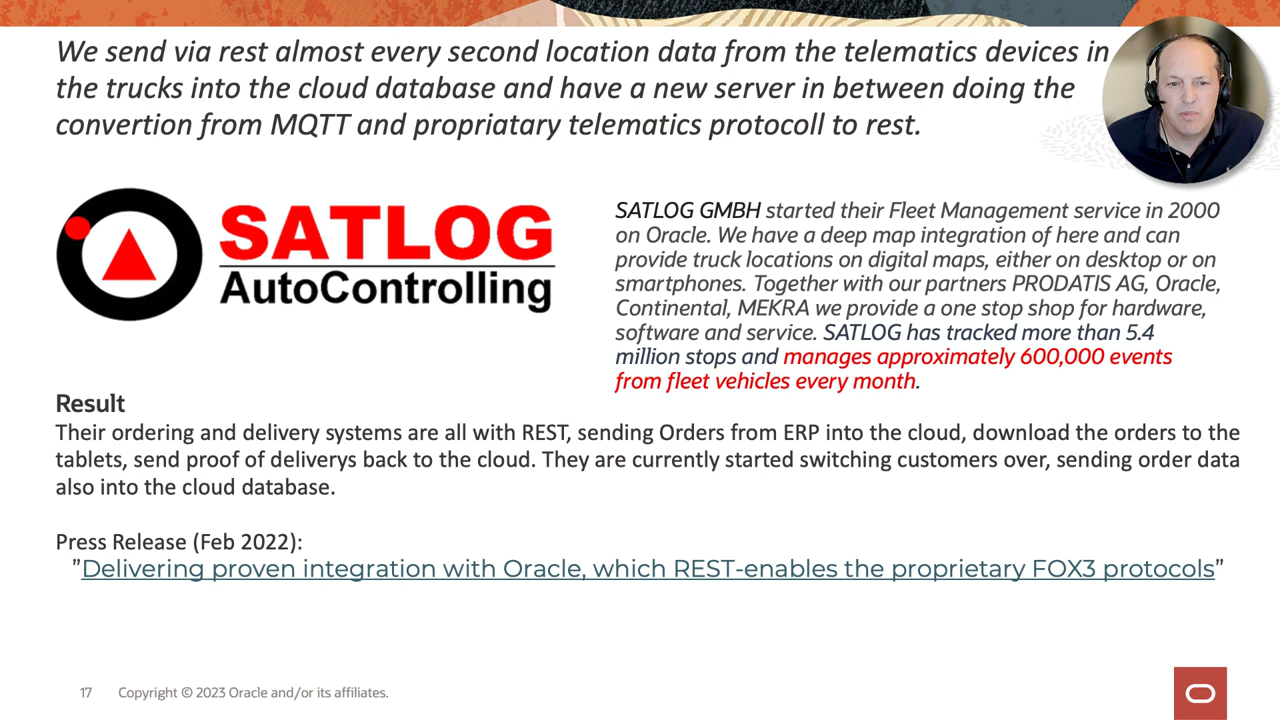 We send via rest almost every second location data from the telematics devices in
the trucks into the cloud database and have a new server in between doing the
convertion from MQTT and propriatary telematics protocoll to rest.
SATLOG
AutoControlling
SATLOG GMBH started their Fleet Management service in 2000
on Oracle. We have a deep map integration of here and can
provide truck locations on digital maps, either on desktop or on
smartphones. Together with our partners PRODATIS AG, Oracle,
Continental, MEKRA we provide a one stop shop for hardware,
software and service. SATLOG has tracked more than 5.4
million stops and manages approximately 600,000 events
from fleet vehicles every month.
Result
Their ordering and delivery systems are all with REST, sending Orders from ERP into the cloud, download the orders to the
tablets, send proof of deliverys back to the cloud. They are currently started switching customers over, sending order data
also into the cloud database.
Press Release (Feb 2022):
”Delivering proven integration with Oracle, which REST-enables the proprietary FOX3 protocols”
17 Copyright © 2023 Oracle and/or its affiliates.